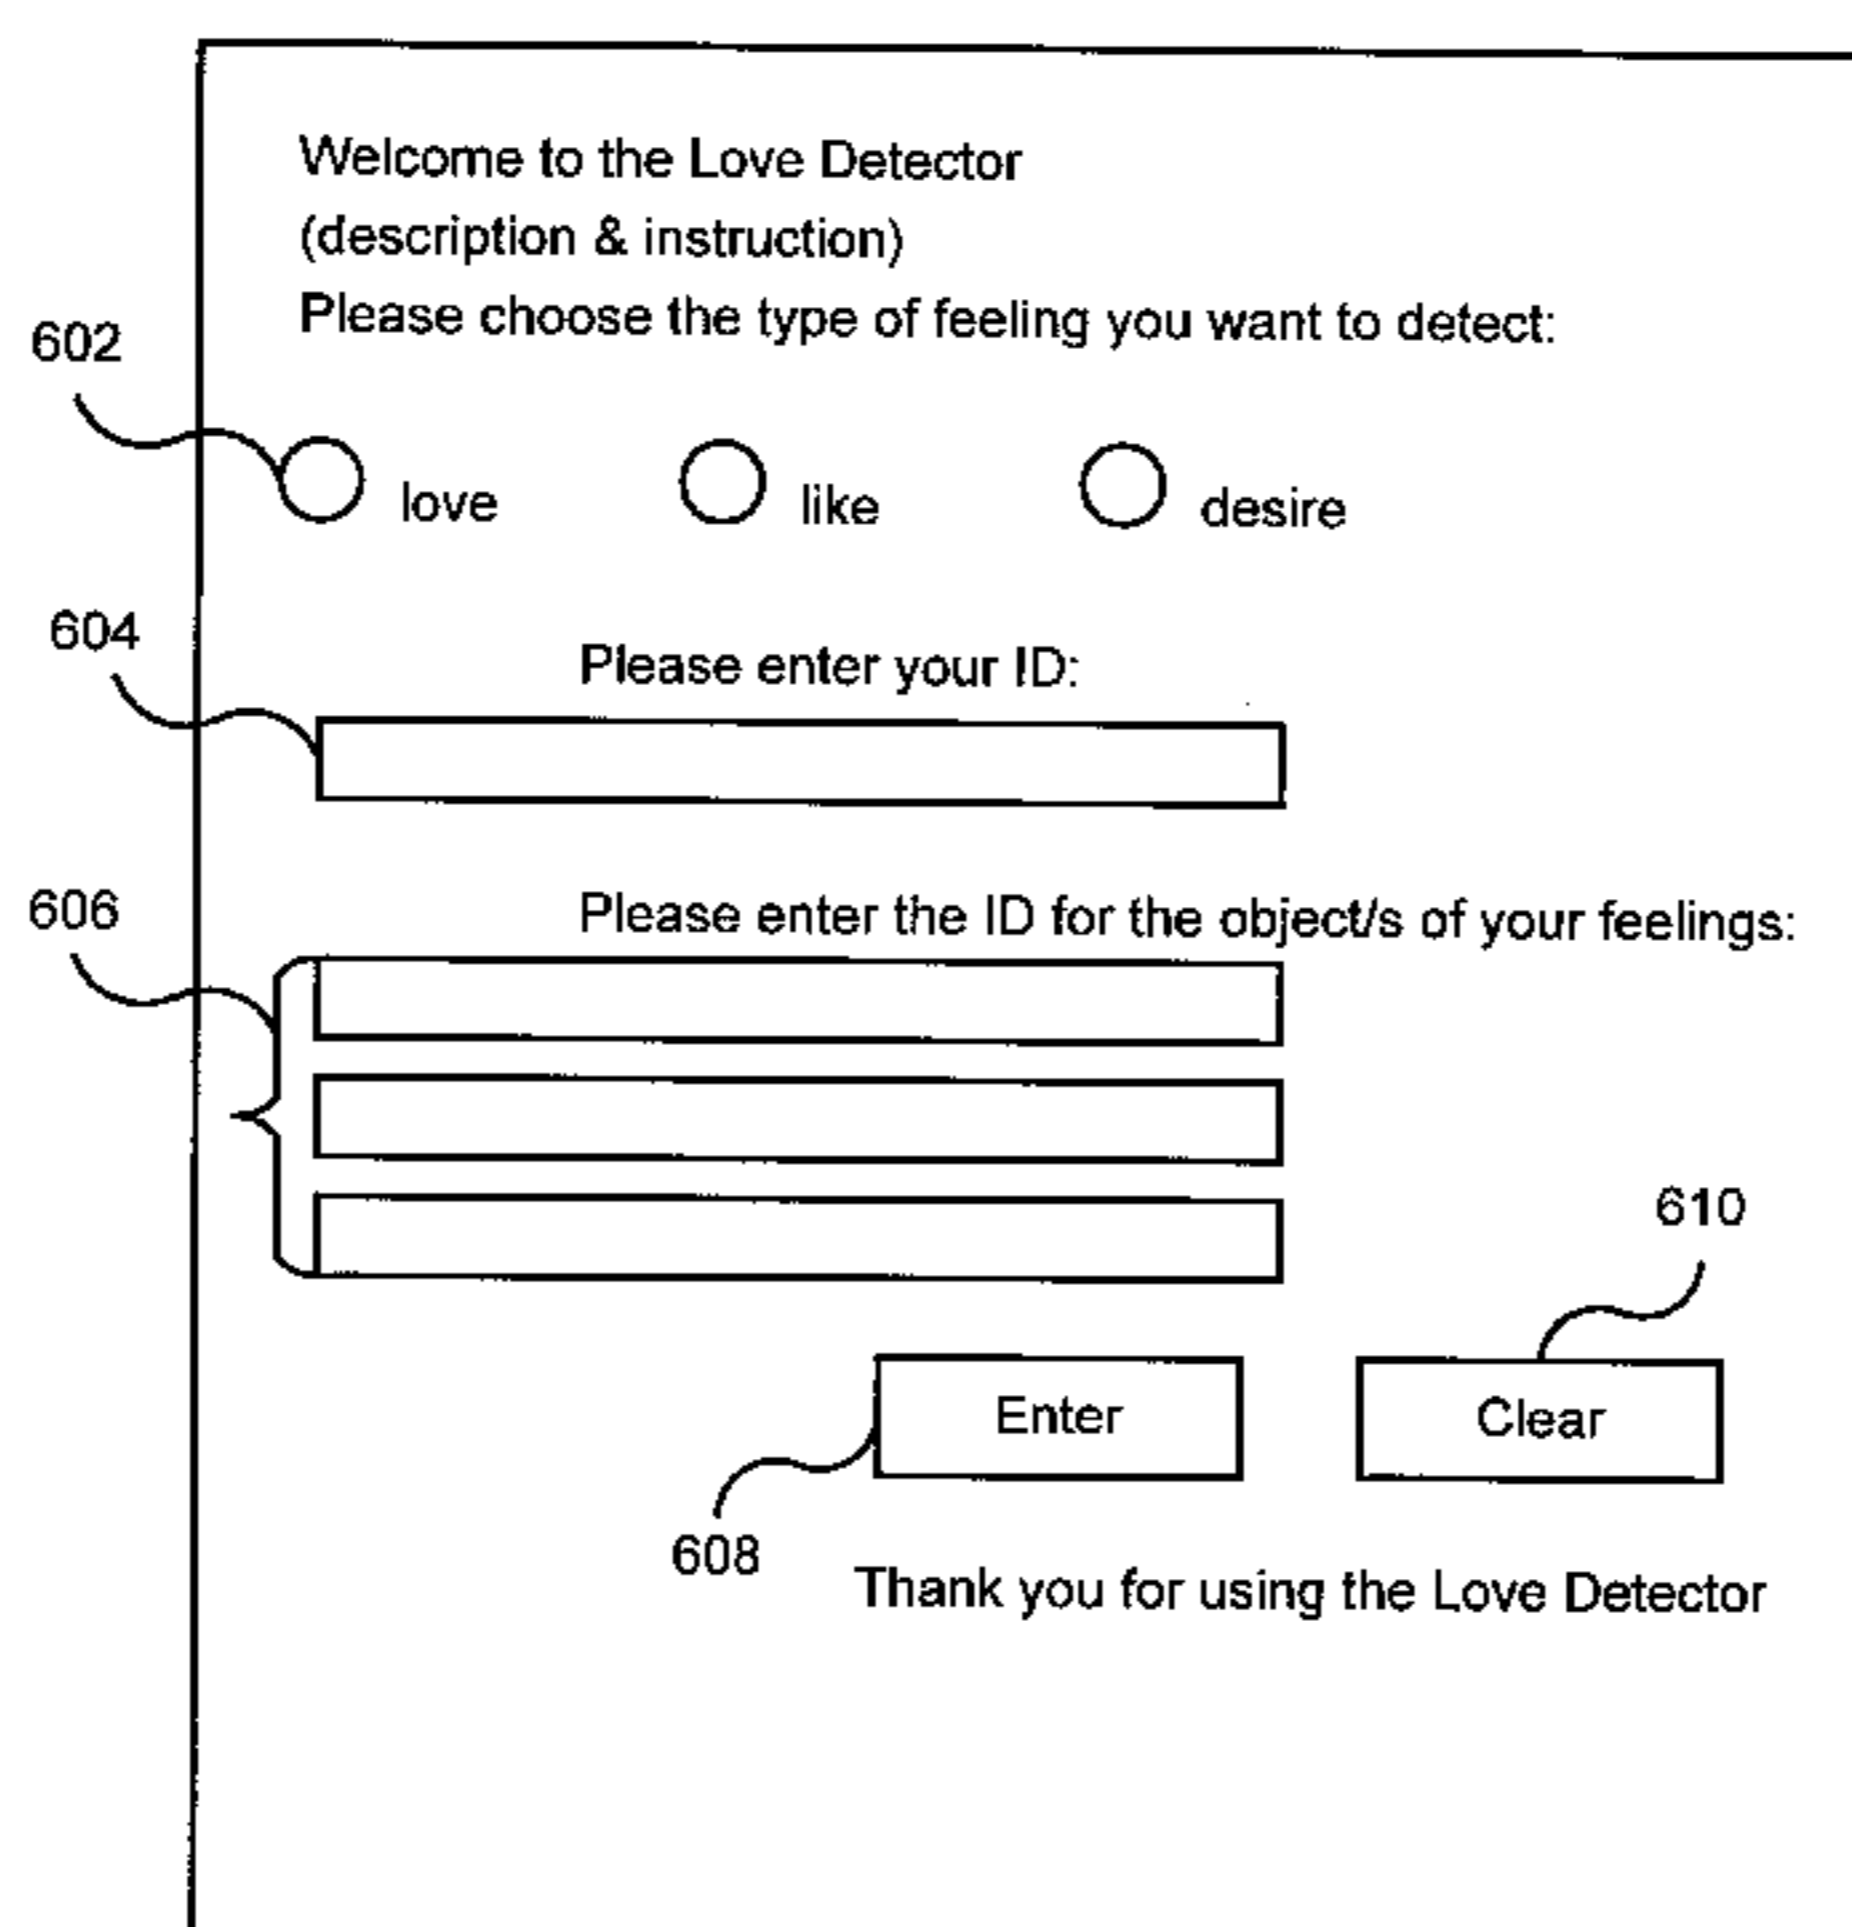 Welcome to the Love Detector
(description & instruction)
Please choose the type of feeling you want to detect:
602
love like desire
604
Please enter your ID:
606
Please enter the ID for the object/s of your feelings:
610
Enter Clear
608
Thank you for using the Love Detector